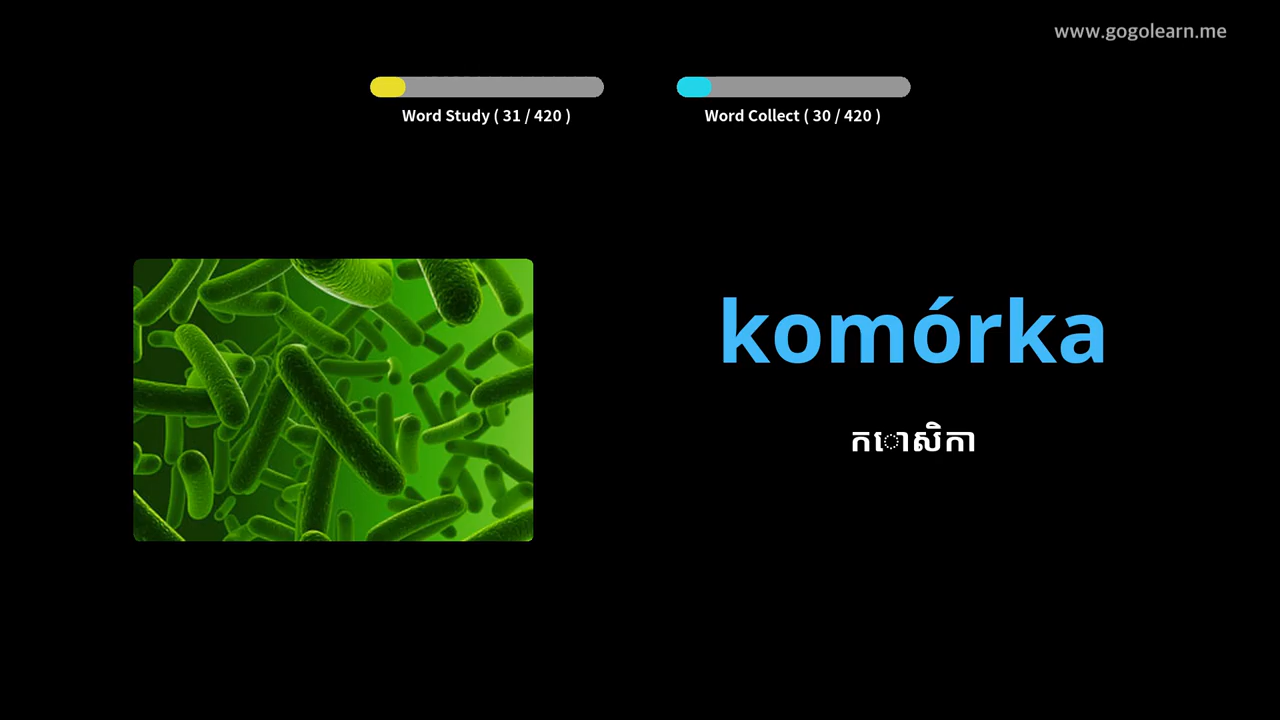 www.gogolearn.me
Word Study ( 31 / 420 )
Word Collect ( 30 / 420 )
komórka
កោសិកា